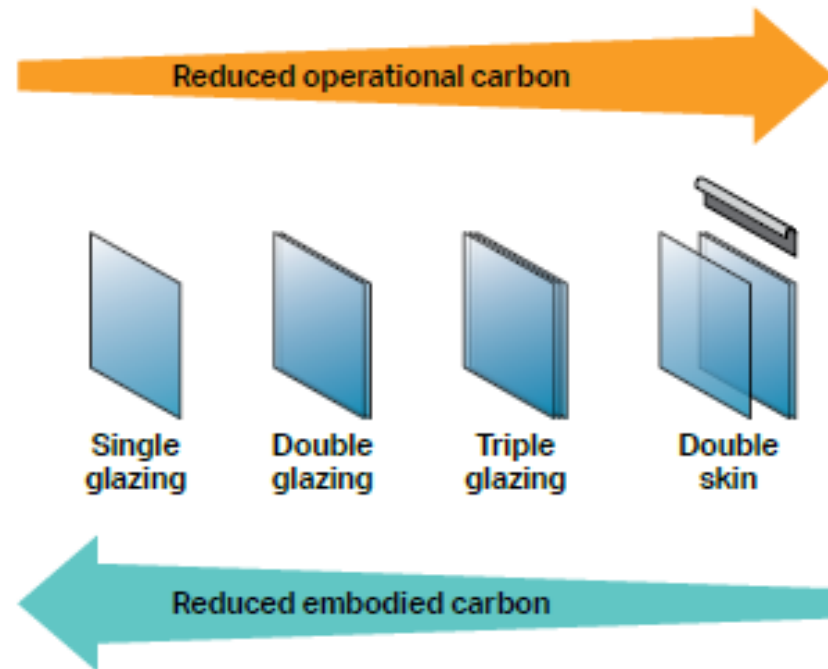 Reduced operational carbon
Single
glazing
Double
glazing
Triple
glazing
Double
skin
Reduced embodied carbon